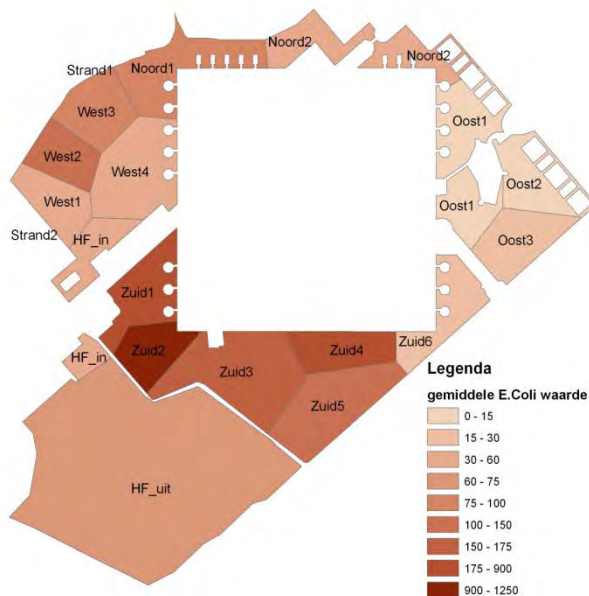 Noord2
Strand1
Noord1
Noord2
West3
Oost1
West2
West4
Oost2
Oost1
West1
Strand2
HF_in
Oost3
Zuid1
Zuid6
Zuid2
Zuid4
HF_in
Zuid3
Zuid5
HF_uit
Legenda
gemiddele E.Coli waarde
0 - 15
15 - 30
30 - 60
60 - 75
75 - 100
100 - 150
150 - 175
175 - 900
900 - 1250